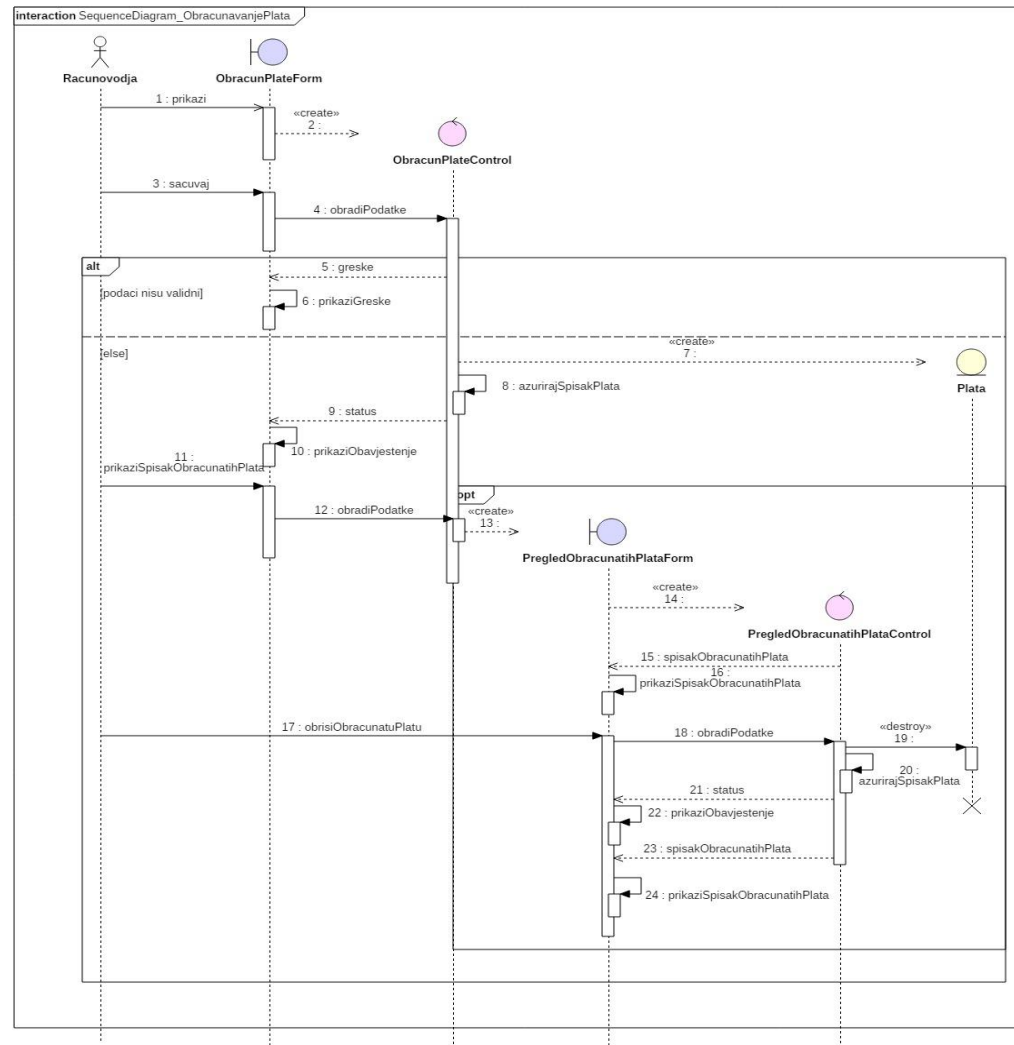 interaction SequenceDiagram_ObracunavanjePlata
Racunovodja
ObracunPlateForm
1 : prikazi
«create»
2 :
ObracunPlateControl
3 : sacuvaj
4 : obradiPodatke
alt
5 : greske
[podaci nisu validni]
6 : prikaziGreske
[else]
«create»
7 :
Plata
8 : azurirajSpisakPlata
9 : status
10 : prikaziObavjestenje
11 :
prikaziSpisakObracunatihPlata
opt
12 : obradiPodatke
«create»
13 :
PregledObracunatihPlataForm
«create»
14 :
PregledObracunatihPlataControl
15 : spisakObracunatihPlata
16 :
prikaziSpisakObracunatihPlata
17 : obrisiObracunatuPlatu
18 : obradiPodatke
«destroy»
19 :
20 :
azurirajSpisakPlata
21 : status
22 : prikaziObavjestenje
23 : spisakObracunatihPlata
24 : prikaziSpisakObracunatihPlata